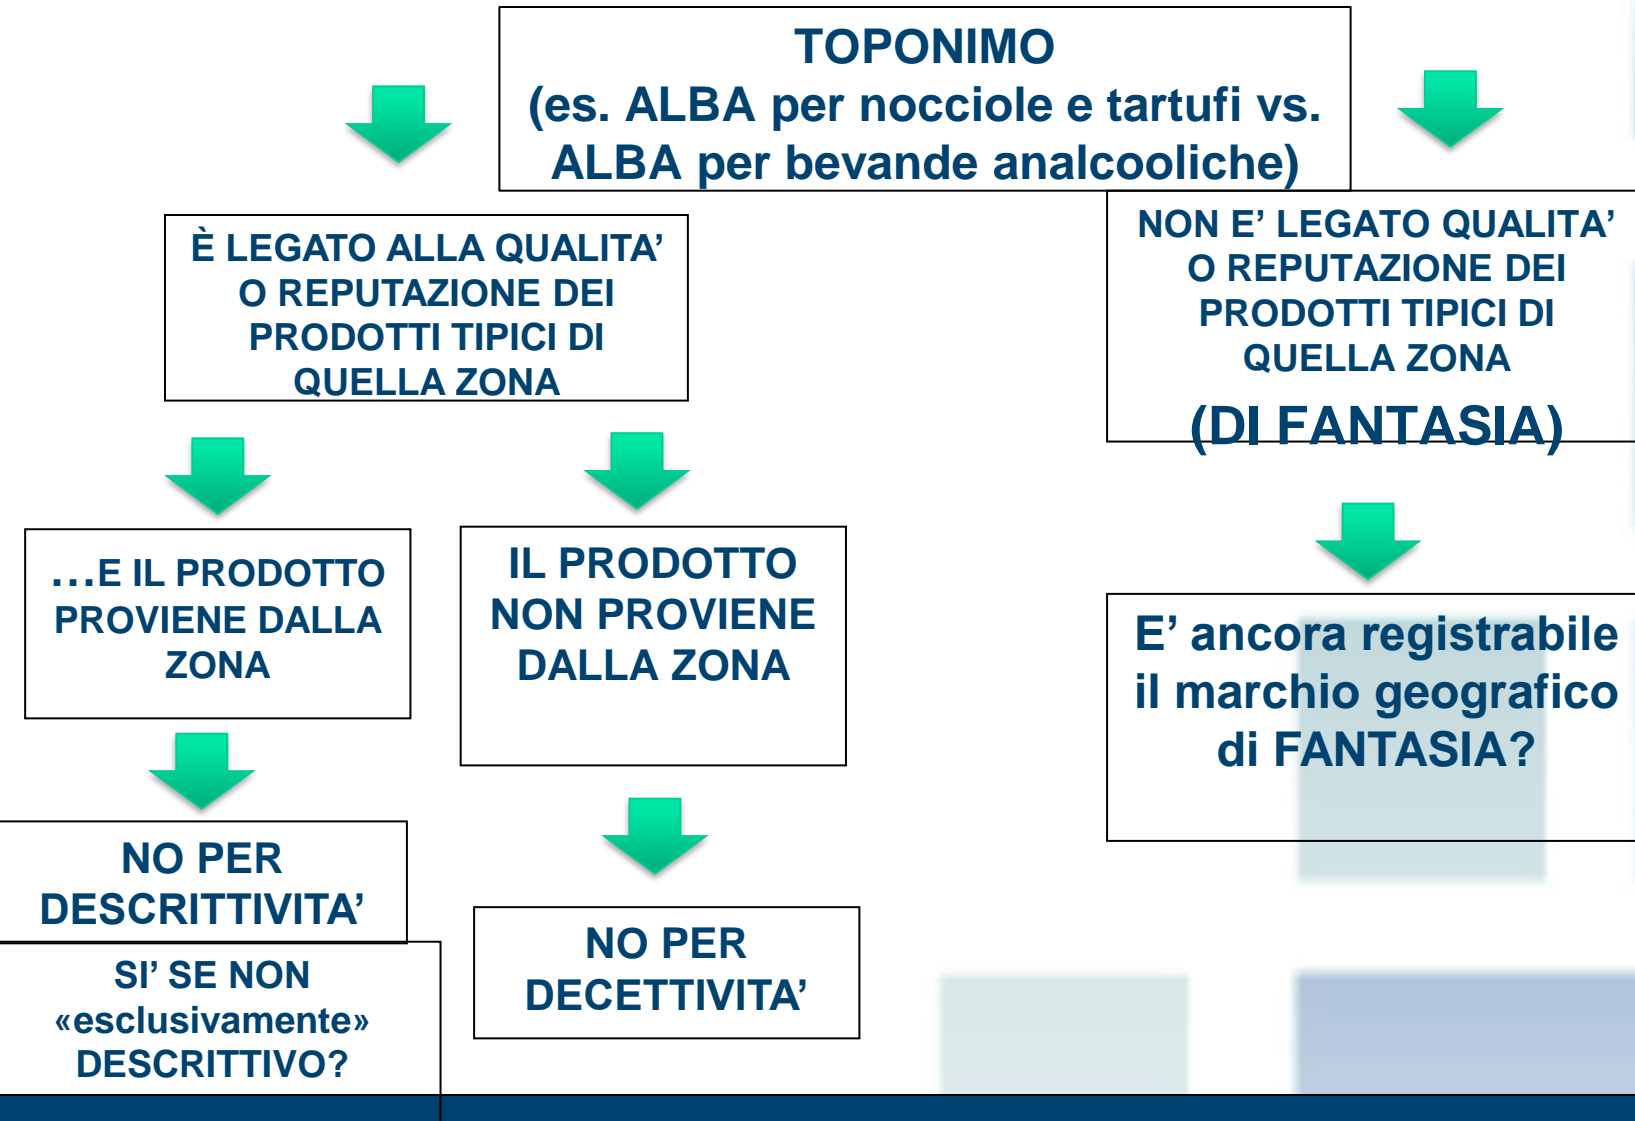 TOPONIMO
(es. ALBA per nocciole e tartufi vs.
ALBA per bevande analcooliche)
È LEGATO ALLA QUALITA’
O REPUTAZIONE DEI
PRODOTTI TIPICI DI
QUELLA ZONA
NON E’ LEGATO QUALITA’
O REPUTAZIONE DEI
PRODOTTI TIPICI DI
QUELLA ZONA
(DI FANTASIA)
…E IL PRODOTTO
PROVIENE DALLA
ZONA
IL PRODOTTO
NON PROVIENE
DALLA ZONA
E’ ancora registrabile
il marchio geografico
di FANTASIA?
NO PER
DESCRITTIVITA’
SI’ SE NON
«esclusivamente»
DESCRITTIVO?
NO PER
DECETTIVITA’